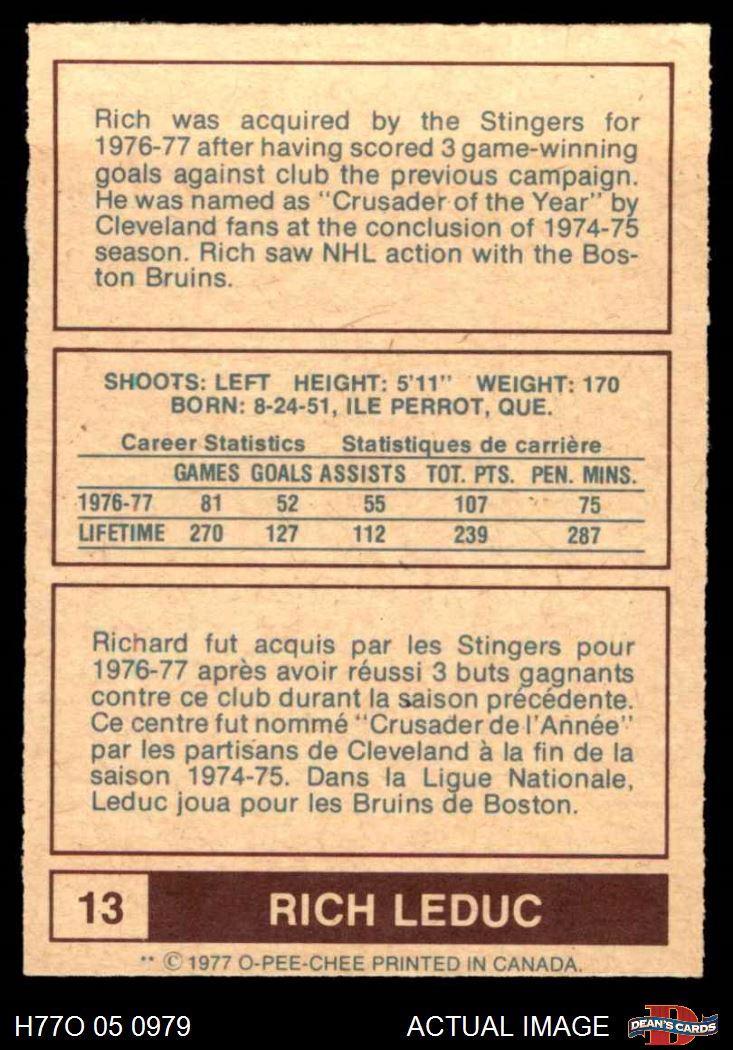 Rich was acquired by the Stingers for
1976-77 after having scored 3 game-winning
goals against club the previous campaign.
He was named as "Crusader of the Year" by
Cleveland fans at the conclusion of 1974-75
season. Rich saw NHL action with the Bos-
ton Bruins.
SHOOTS: LEFT HEIGHT: 5'11" WEIGHT: 170
BORN: 8-24-51, ILE PERROT, QUE.
Career Statistics Statistiques de carrière
GAMES GOALS ASSISTS TOT. PTS. PEN. MINS.
1976-77 81 52 55 107 75
LIFETIME 270 127 112 239 287
Richard fut acquis par les Stingers pour
1976-77 après avoir réussi 3 buts gagnants
contre ce club durant la saison précédente.
Ce centre fut nommé "Crusader de l'Année"
par les partisans de Cleveland à la fin de la
saison 1974-75. Dans la Ligue Nationale,
Leduc joua pour les Bruins de Boston.
13 RICH LEDUC
** © 1977 O-PEE-CHEE PRINTED IN CANADA.
H77O 05 0979 ACTUAL IMAGE D DEAN'S CARDS